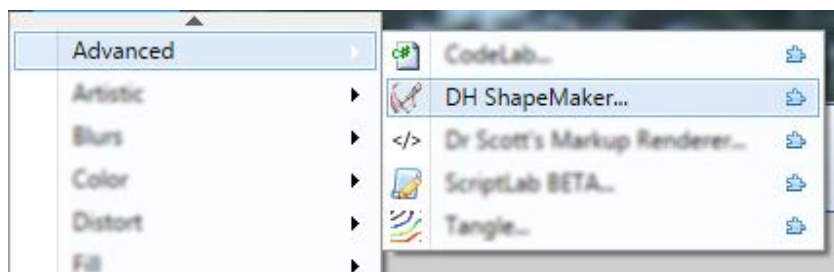 Advanced
Artistic
Blurs
Color
Distort
Fill
CodeLab...
DH ShapeMaker...
</> Dr Scott's Markup Renderer...
ScriptLab BETA...
Tangle...